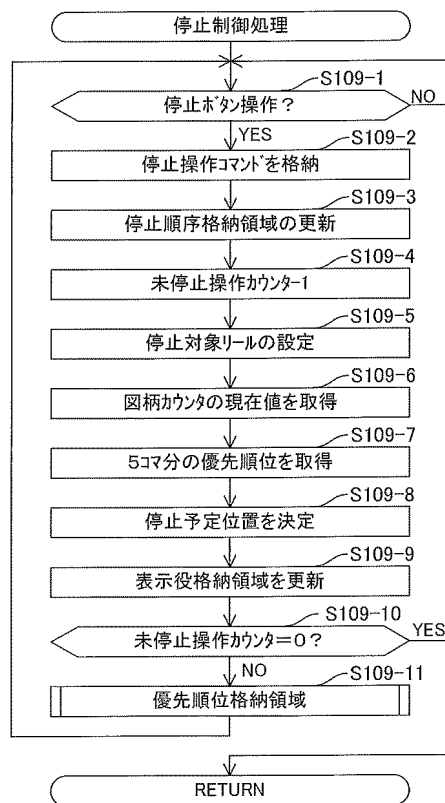 停止制御処理
S109-1
停止ボタン操作？
NO
YES
S109-2
停止操作コマンドを格納
S109-3
停止順序格納領域の更新
S109-4
未停止操作カウンタ-1
S109-5
停止対象リールの設定
S109-6
図柄カウンタの現在値を取得
S109-7
5コマ分の優先順位を取得
S109-8
停止予定位置を決定
S109-9
表示役格納領域を更新
S109-10
未停止操作カウンタ＝０？
YES
NO
S109-11
優先順位格納領域
RETURN